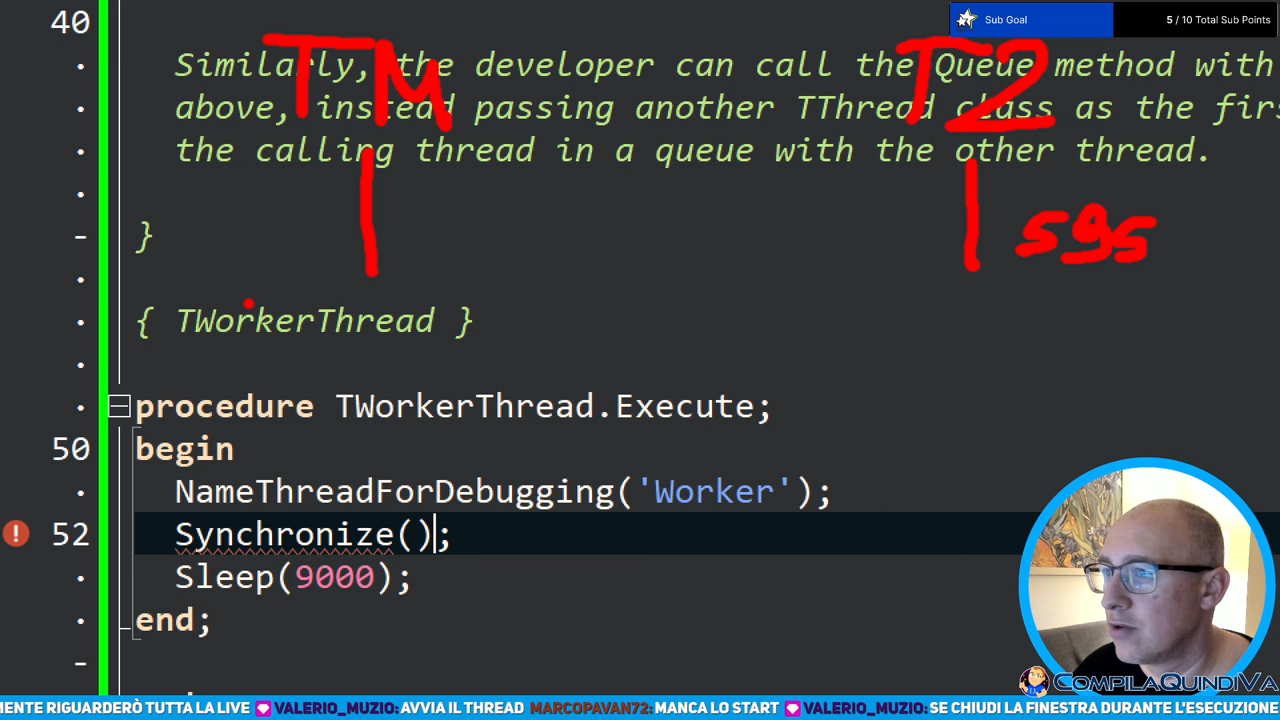 Sub Goal
5 / 10 Total Sub Points
40
TM
T2
Similarly, the developer can call the Queue method with
above, instead passing another TThread class as the firs
the calling thread in a queue with the other thread.
}
{ TWorkerThread }
procedure TWorkerThread.Execute;
50 begin
NameThreadForDebugging('Worker');
52 Synchronize();
Sleep(9000);
end;
COMPILAQUINDIVA
MENTE RIGUARDERÒ TUTTA LA LIVE VALERIO_MUZIO: AVVIA IL THREAD MARCOPAVAN72: MANCA LO START VALERIO_MUZIO: SE CHIUDI LA FINESTRA DURANTE L'ESECUZIONE